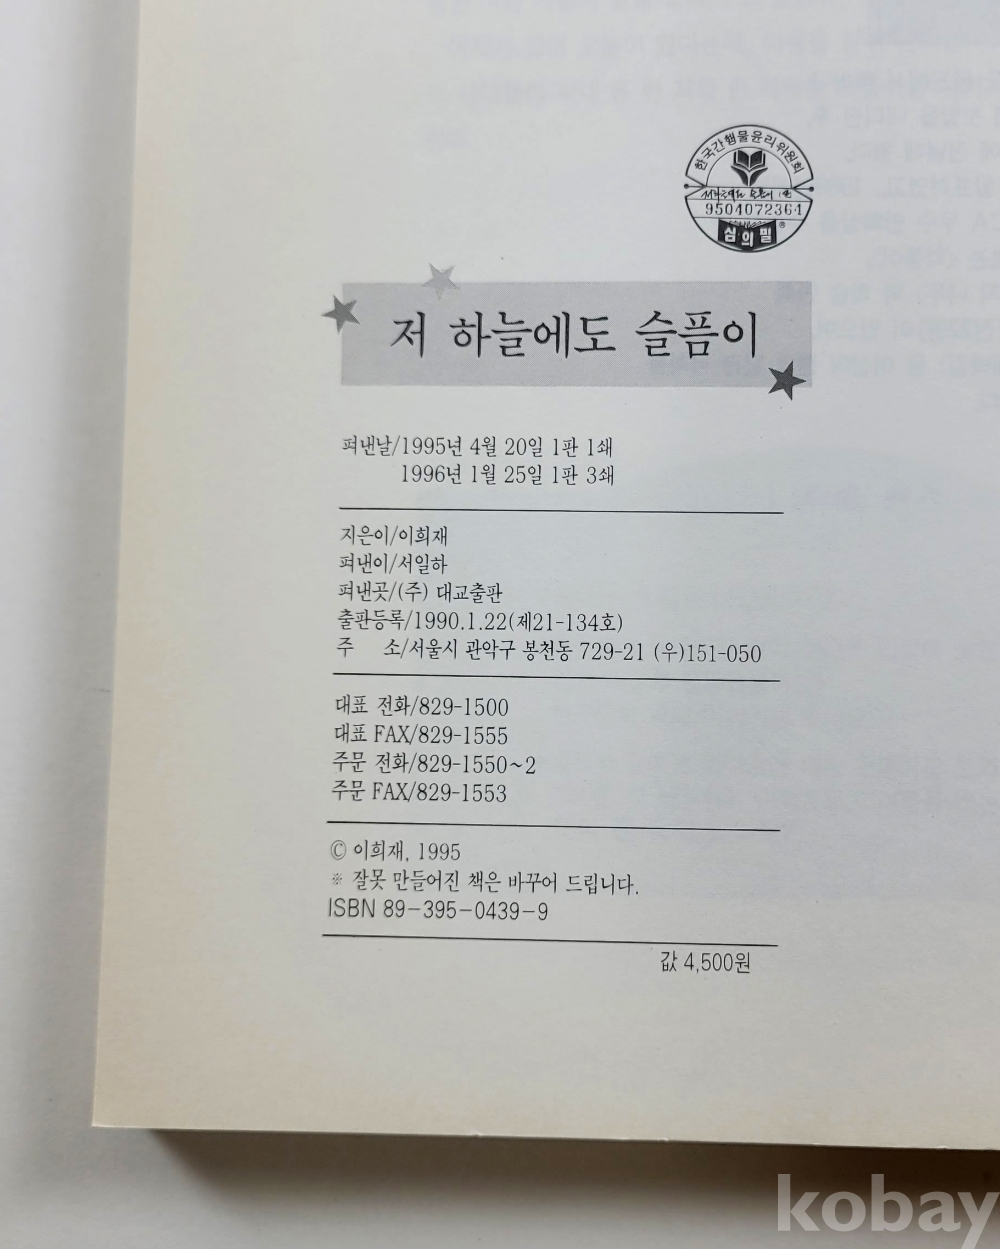 한국간행물윤리위원회
95040723611
심의필
저 하늘에도 슬픔이
펴낸날/1995년 4월 20일 1판 1쇄
1996년 1월 25일 1판 3쇄
지은이/이희재
펴낸이/서일하
펴낸곳/(주) 대교출판
출판등록/1990.1.22(제21-134호)
주 소/서울시 관악구 봉천동 729-21 (우)151-050
대표 전화/829-1500
대표 FAX/829-1555
주문 전화/829-1550~2
주문 FAX/829-1553
© 이희재, 1995
※ 잘못 만들어진 책은 바꾸어 드립니다.
ISBN 89-395-0439-9
값 4,500원
kobay